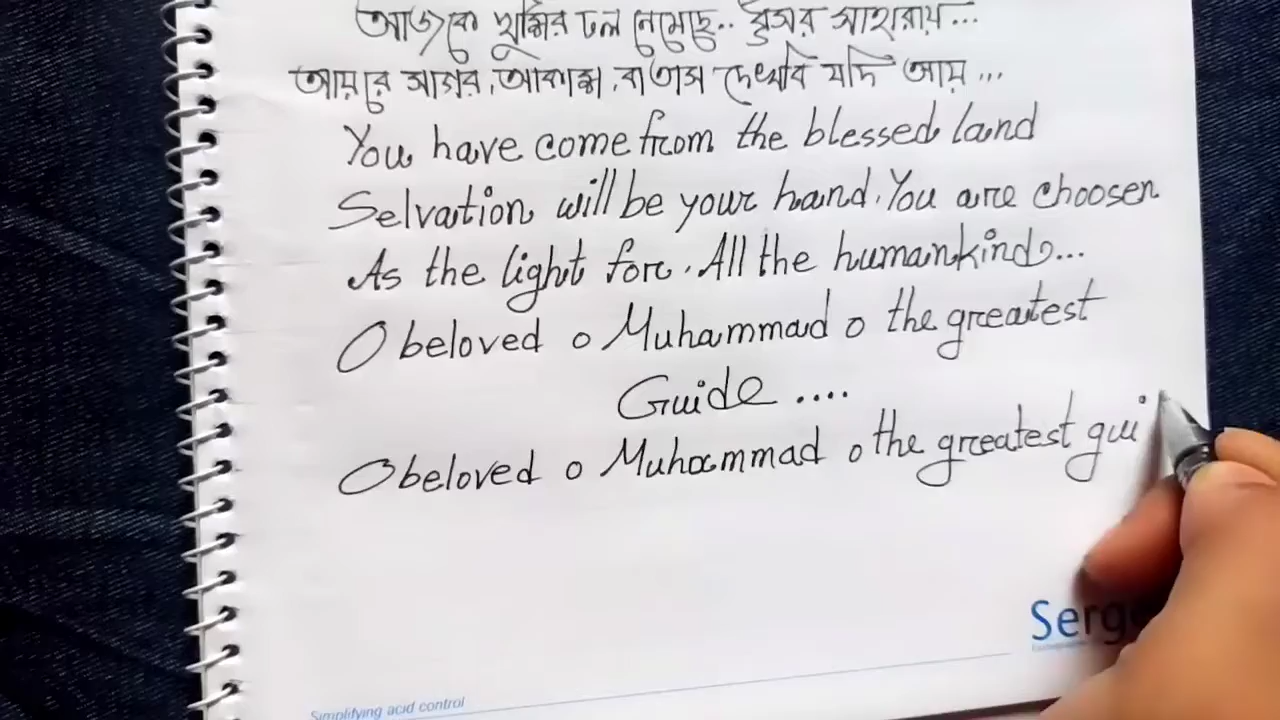 আজকে খুশির ঢল নেমেছে.. ধুসর সাহারায়...
আয়রে সাগর, আকাশ, বাতাস দেখবি যদি আয়...
You have come from the blessed land
Selvation will be your hand. You are choosen
As the light for. All the humankind...
O beloved o Muhammad o the greatest
Guide ....
O beloved o Muhammad o the greatest gui
Serg
Simplifying acid control